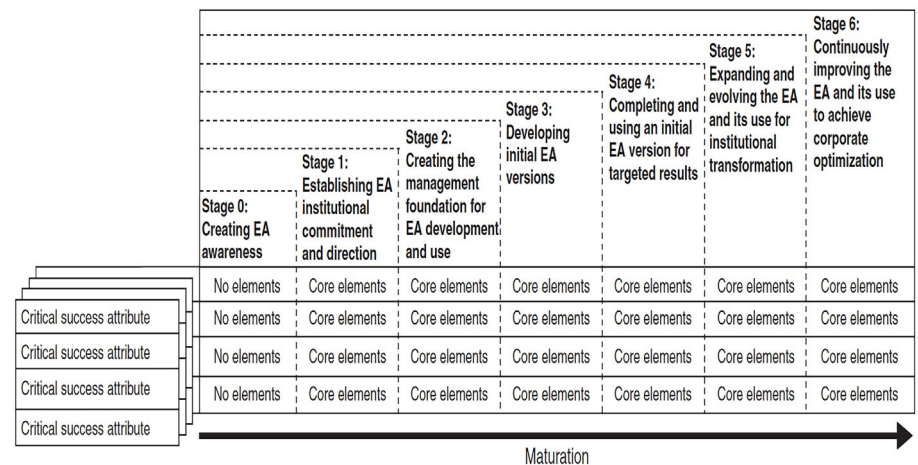 Stage 0:
Creating EA
awareness
Stage 1:
Establishing EA
institutional
commitment
and direction
Stage 2:
Creating the
management
foundation for
EA development
and use
Stage 3:
Developing
initial EA
versions
Stage 4:
Completing and
using an initial
EA version for
targeted results
Stage 5:
Expanding and
evolving the EA
and its use for
institutional
transformation
Stage 6:
Continuously
improving the
EA and its use
to achieve
corporate
optimization
No elements Core elements Core elements Core elements Core elements Core elements Core elements
Critical success attribute No elements Core elements Core elements Core elements Core elements Core elements Core elements
Critical success attribute No elements Core elements Core elements Core elements Core elements Core elements Core elements
Critical success attribute No elements Core elements Core elements Core elements Core elements Core elements Core elements
Critical success attribute
Maturation